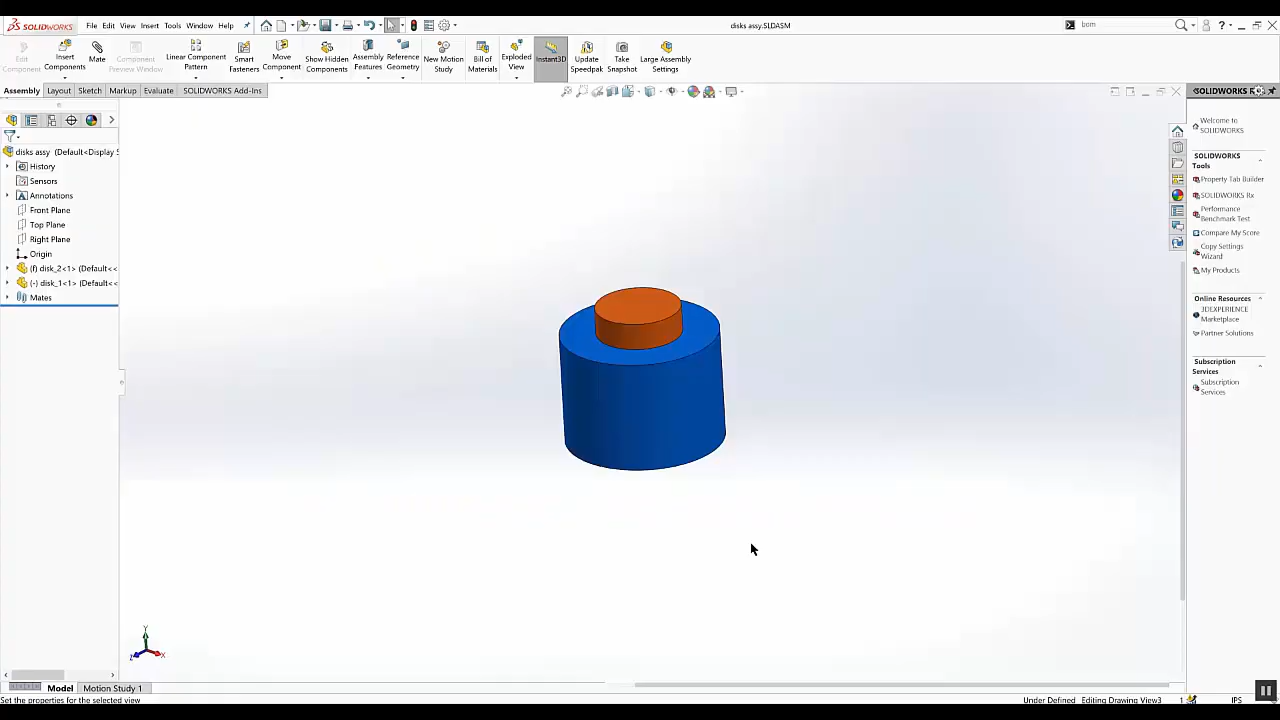 SOLIDWORKS File Edit View Insert Tools Window Help disks assy.SLDASM bom
Edit Component
Insert Components
Mate
Component Preview Window
Linear Component Pattern
Smart Fasteners
Move Component
Show Hidden Components
Assembly Features
Reference Geometry
New Motion Study
Bill of Materials
Exploded View
Instant3D
Update Speedpak
Take Snapshot
Large Assembly Settings
Assembly Layout Sketch Markup Evaluate SOLIDWORKS Add-Ins
disks assy (Default<Display S
History
Sensors
Annotations
Front Plane
Top Plane
Right Plane
Origin
(f) disk_2<1> (Default<<
(-) disk_1<1> (Default<<
Mates
Welcome to
SOLIDWORKS
SOLIDWORKS
Tools
Property Tab Builder
SOLIDWORKS Rx
Performance
Benchmark Test
Compare My Score
Copy Settings
Wizard
My Products
Online Resources
3DEXPERIENCE
Marketplace
Partner Solutions
Subscription
Services
Subscription
Services
Y
Z
X
Model Motion Study 1
Set the properties for the selected view Under Defined Editing Drawing View3 1 IPS